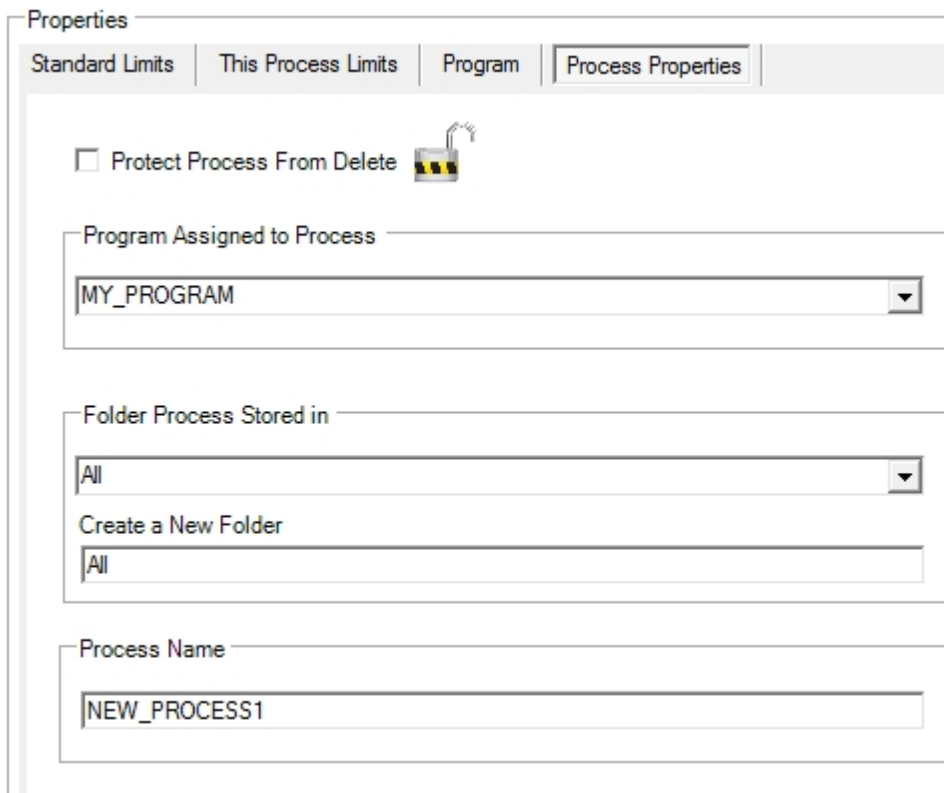 Properties
Standard Limits This Process Limits Program Process Properties
Protect Process From Delete
Program Assigned to Process
MY_PROGRAM
Folder Process Stored in
All
Create a New Folder
All
Process Name
NEW_PROCESS1